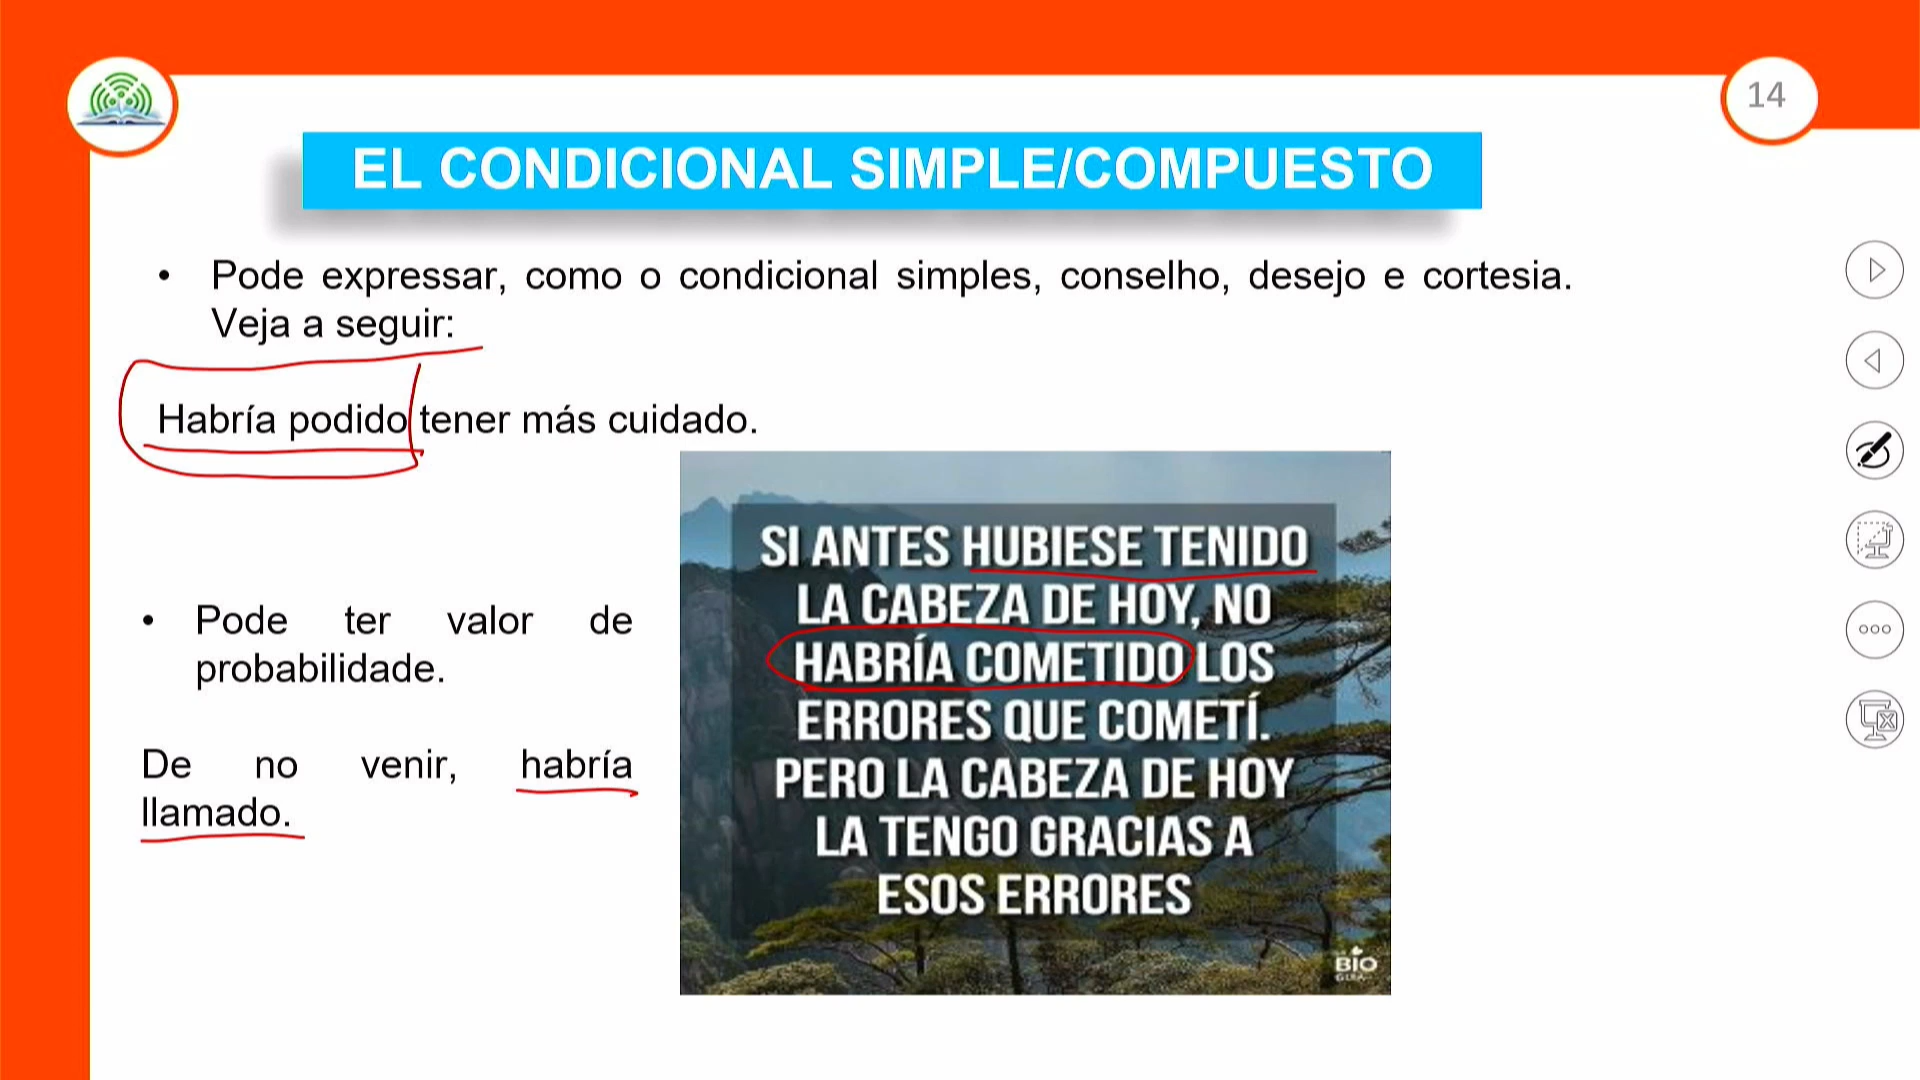 14
EL CONDICIONAL SIMPLE/COMPUESTO
• Pode expressar, como o condicional simples, conselho, desejo e cortesia.
Veja a seguir:
Habría podido tener más cuidado.
• Pode ter valor de
probabilidade.
De no venir, habría
llamado.
SI ANTES HUBIESE TENIDO
LA CABEZA DE HOY, NO
HABRÍA COMETIDO LOS
ERRORES QUE COMETÍ.
PERO LA CABEZA DE HOY
LA TENGO GRACIAS A
ESOS ERRORES
BIO
GUIA